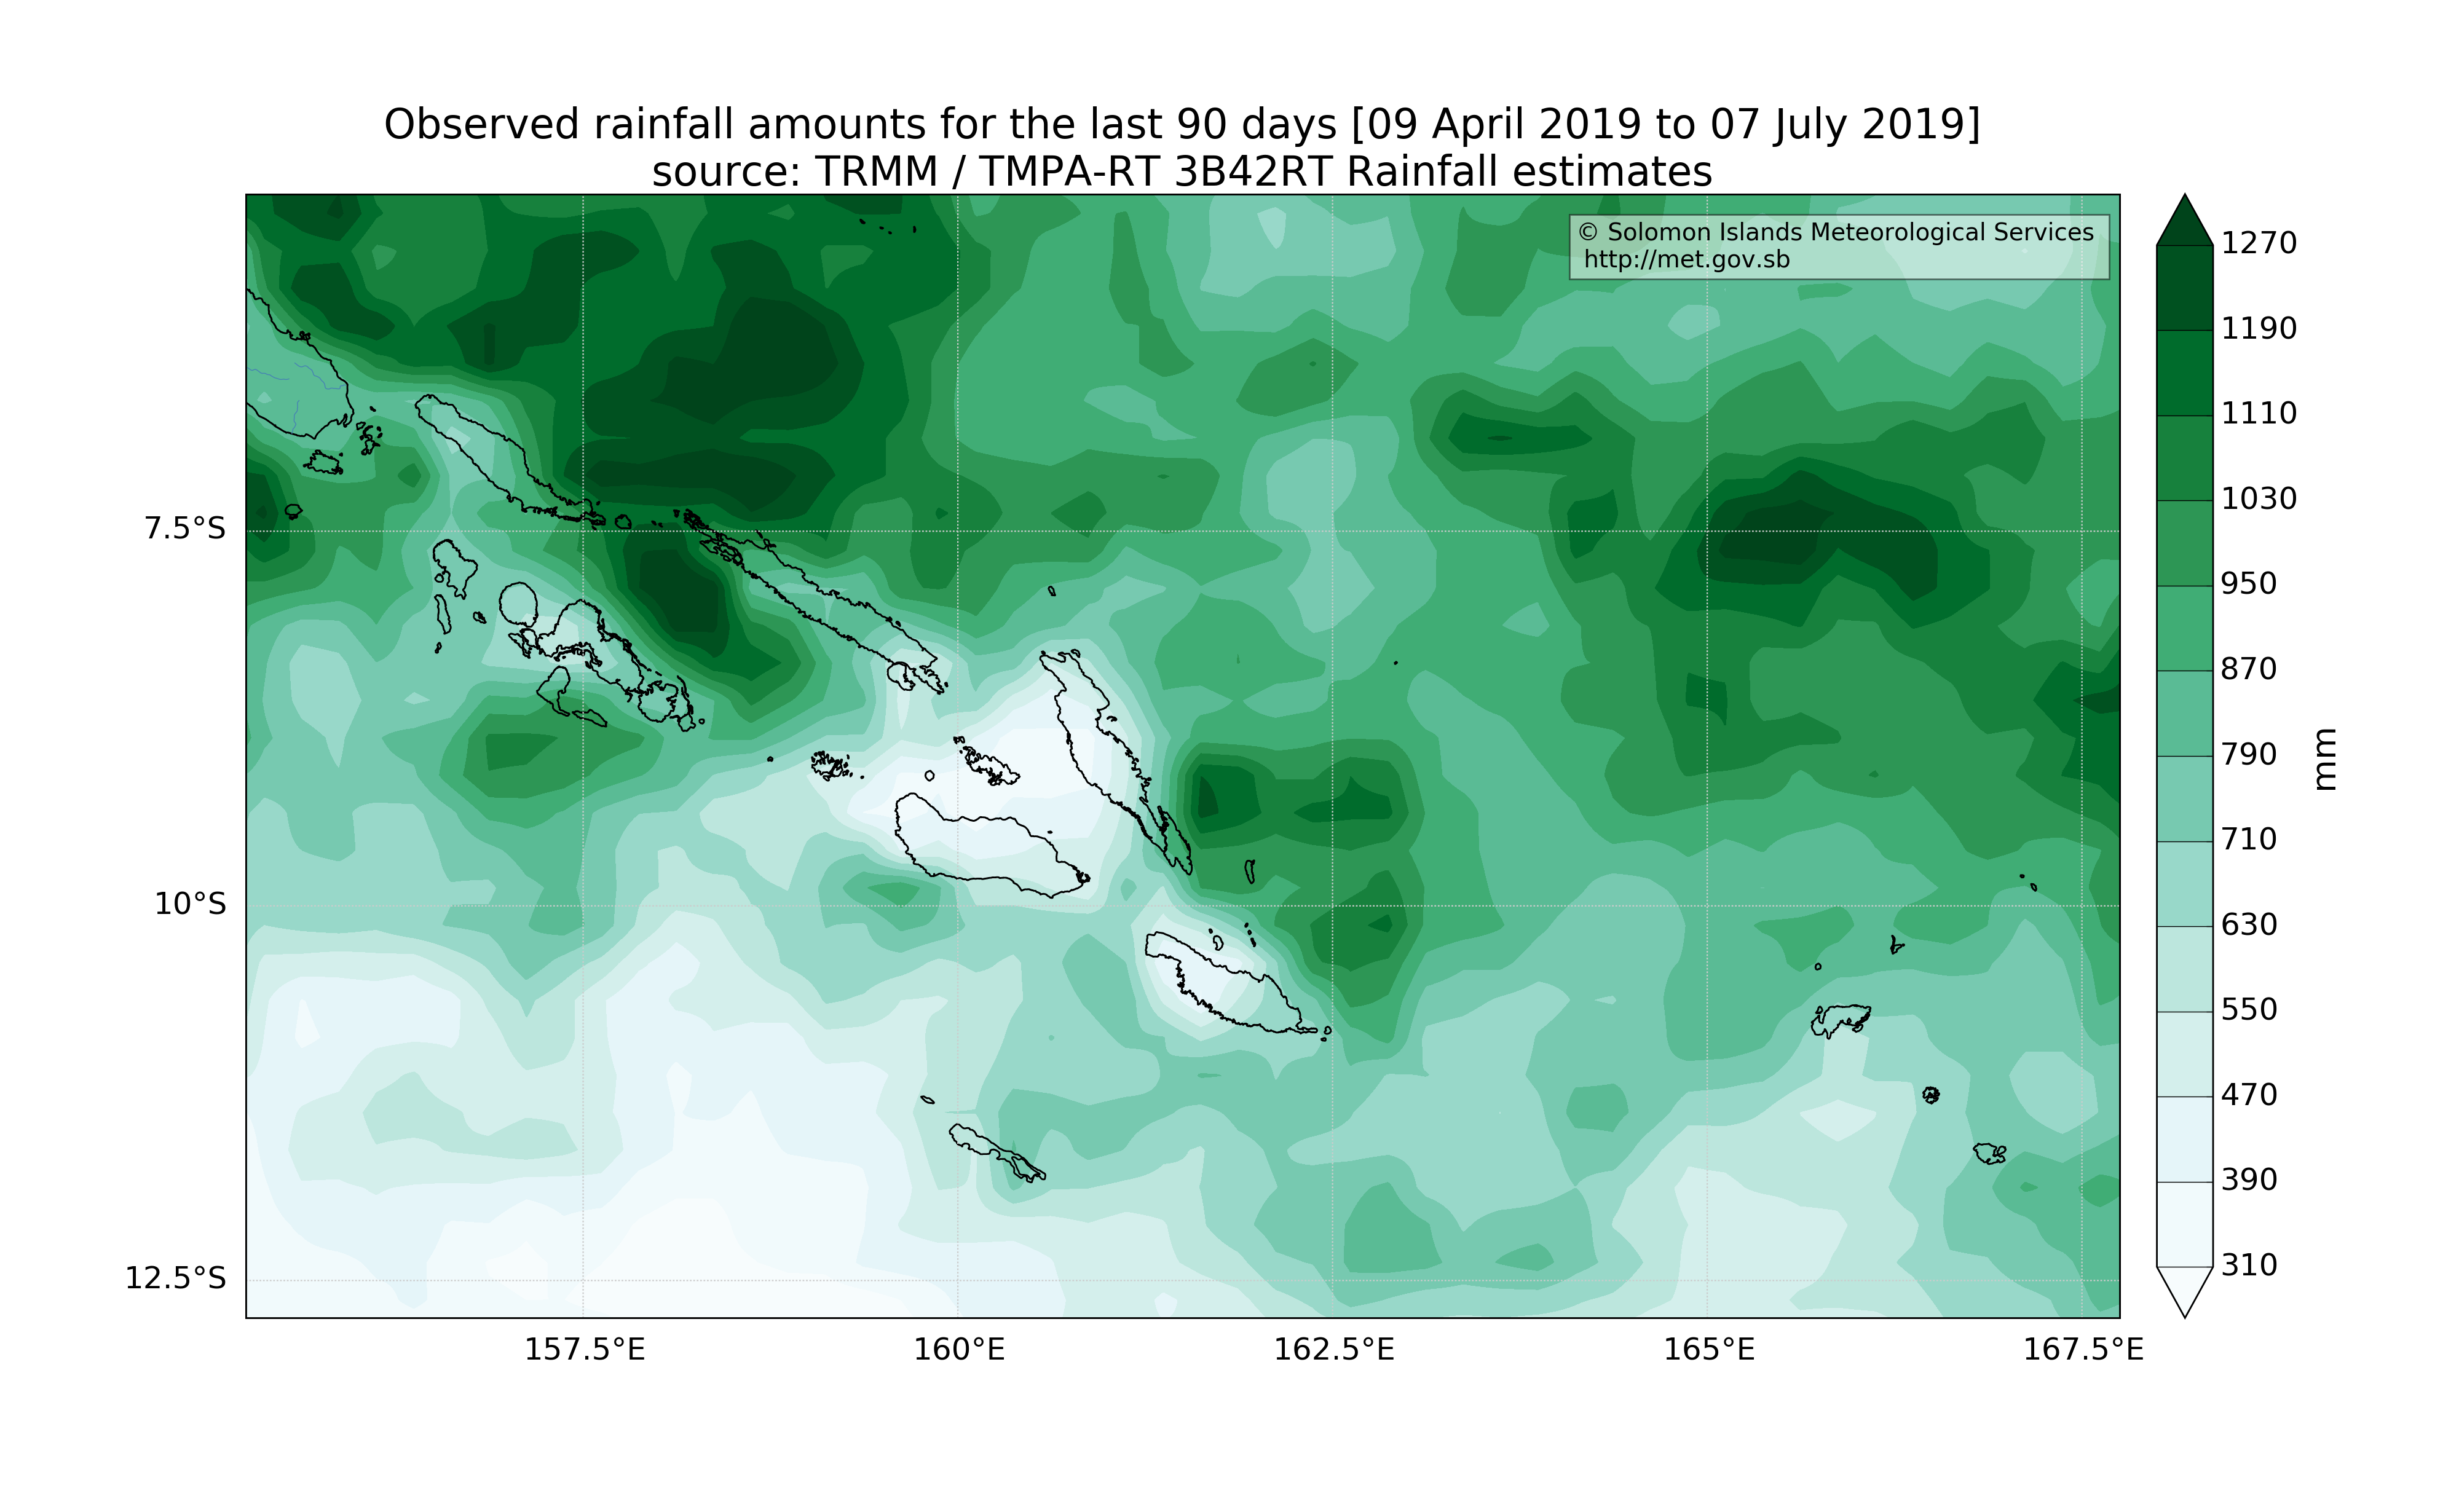 Observed rainfall amounts for the last 90 days [09 April 2019 to 07 July 2019]
source: TRMM / TMPA-RT 3B42RT Rainfall estimates
© Solomon Islands Meteorological Services
http://met.gov.sb
7.5°S
10°S
12.5°S
157.5°E
160°E
162.5°E
165°E
167.5°E
1270
1190
1110
1030
950
870
790
710
630
550
470
390
310
mm